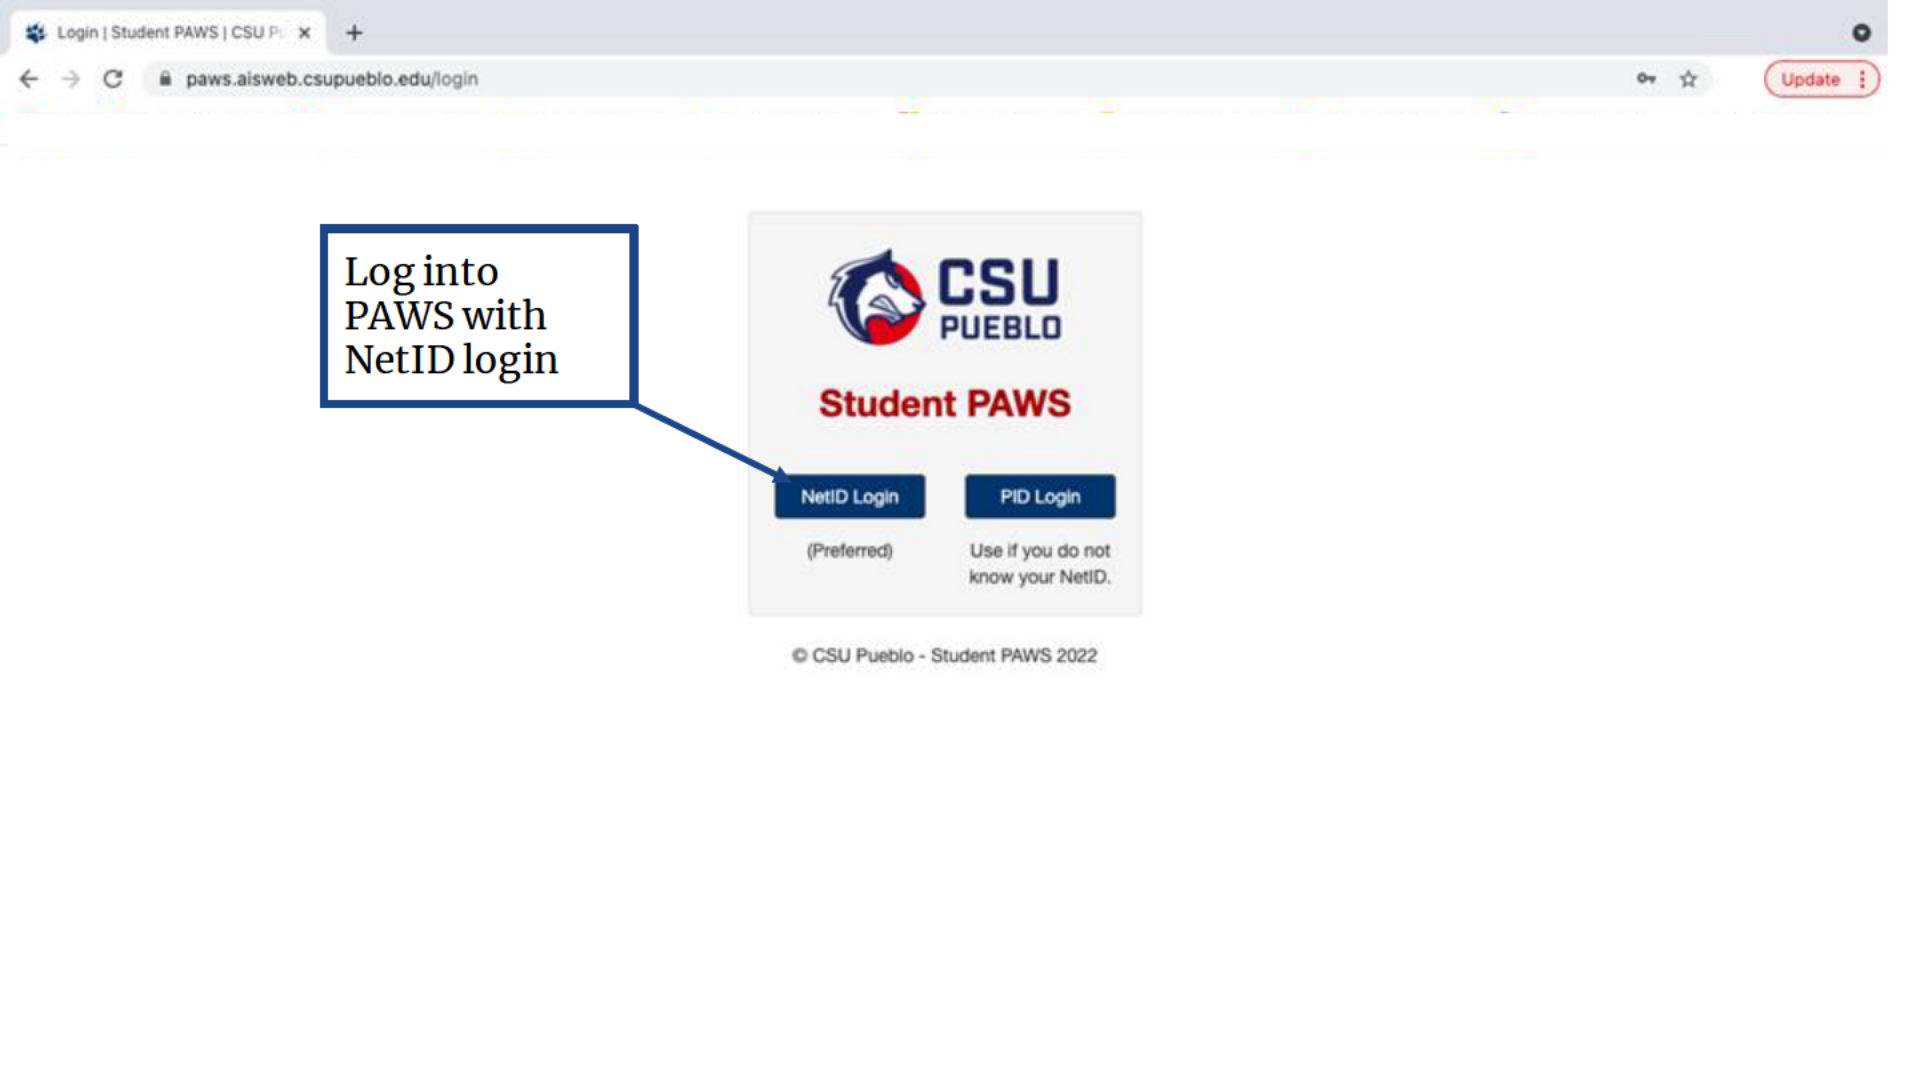 Login | Student PAWS | CSU P
paws.aisweb.csupueblo.edu/login
Update
Log into
PAWS with
NetID login
CSU
PUEBLO
Student PAWS
NetID Login
PID Login
(Preferred)
Use if you do not
know your NetID.
© CSU Pueblo - Student PAWS 2022